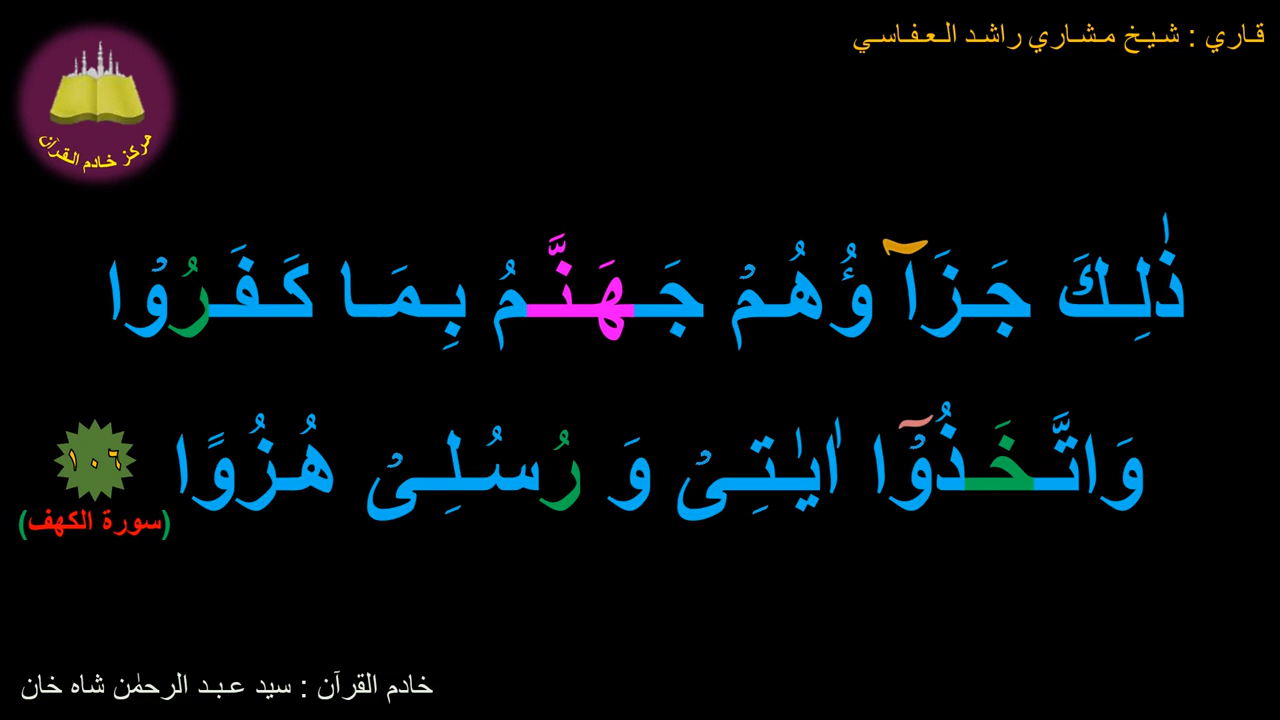 قاري : شيخ مشاري راشد العفاسي
مركز خادم القرآن
ذٰلِكَ جَزَآؤُهُمْ جَهَنَّمُ بِمَا كَفَرُوْا
وَاتَّخَذُوْٓا اٰيٰتِىْ وَ رُسُلِىْ هُزُوًا ١٠٦
(سورة الكهف)
خادم القرآن : سيد عبد الرحمٰن شاه خان